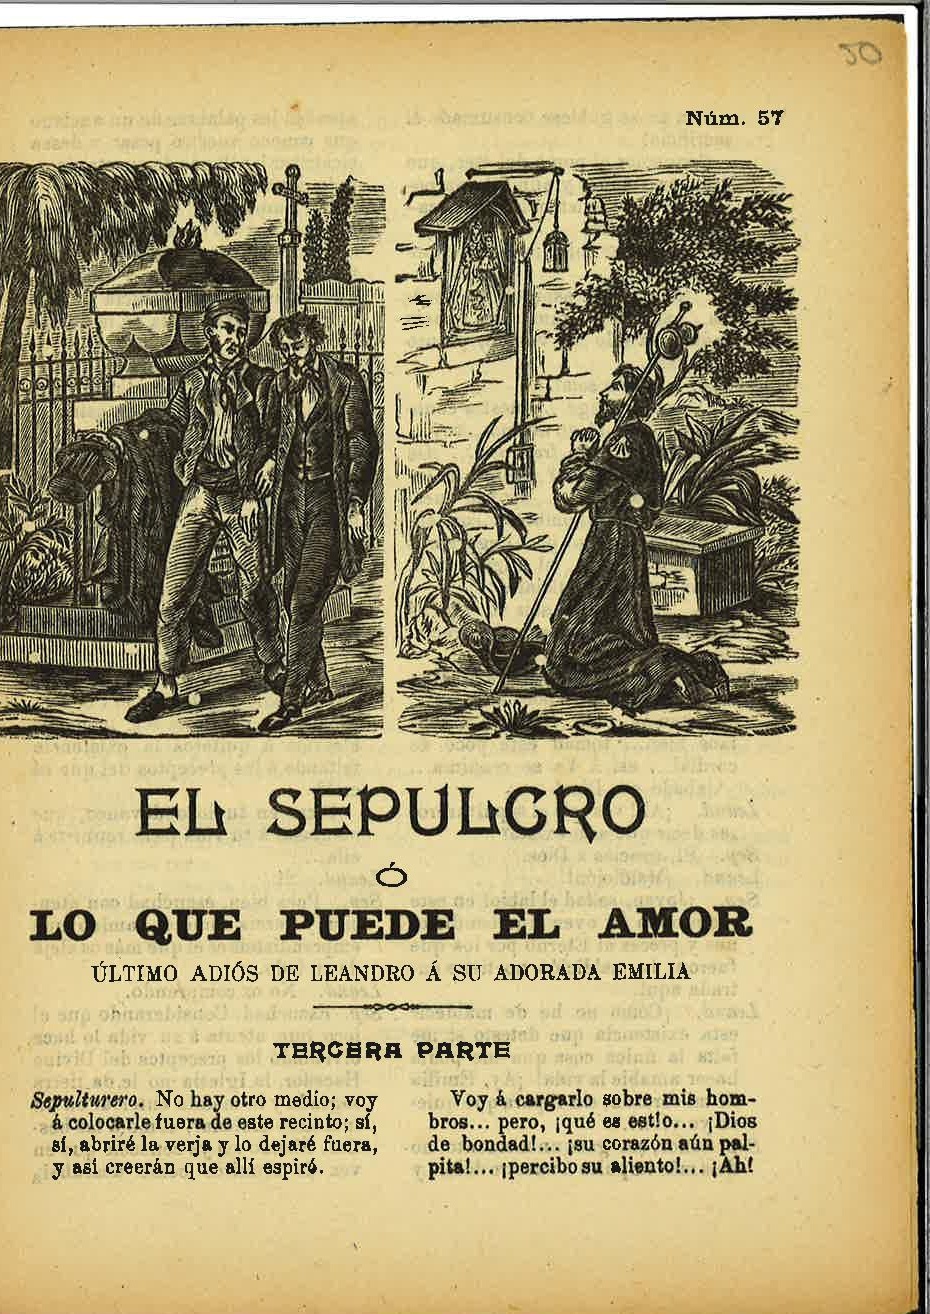 50
Núm. 57
EL SEPULCRO
Ó
LO QUE PUEDE EL AMOR
ÚLTIMO ADIÓS DE LEANDRO Á SU ADORADA EMILIA
TERCERA PARTE
Sepulturero. No hay otro medio; voy
á colocarle fuera de este recinto; sí,
sí, abriré la verja y lo dejaré fuera,
y así creerán que allí espiró.
Voy á cargarlo sobre mis hom-
bros... pero, ¡qué es esto... ¡Dios
de bondad!... ¡su corazón aún pal-
pita!... ¡percibo su aliento!... ¡Ah!